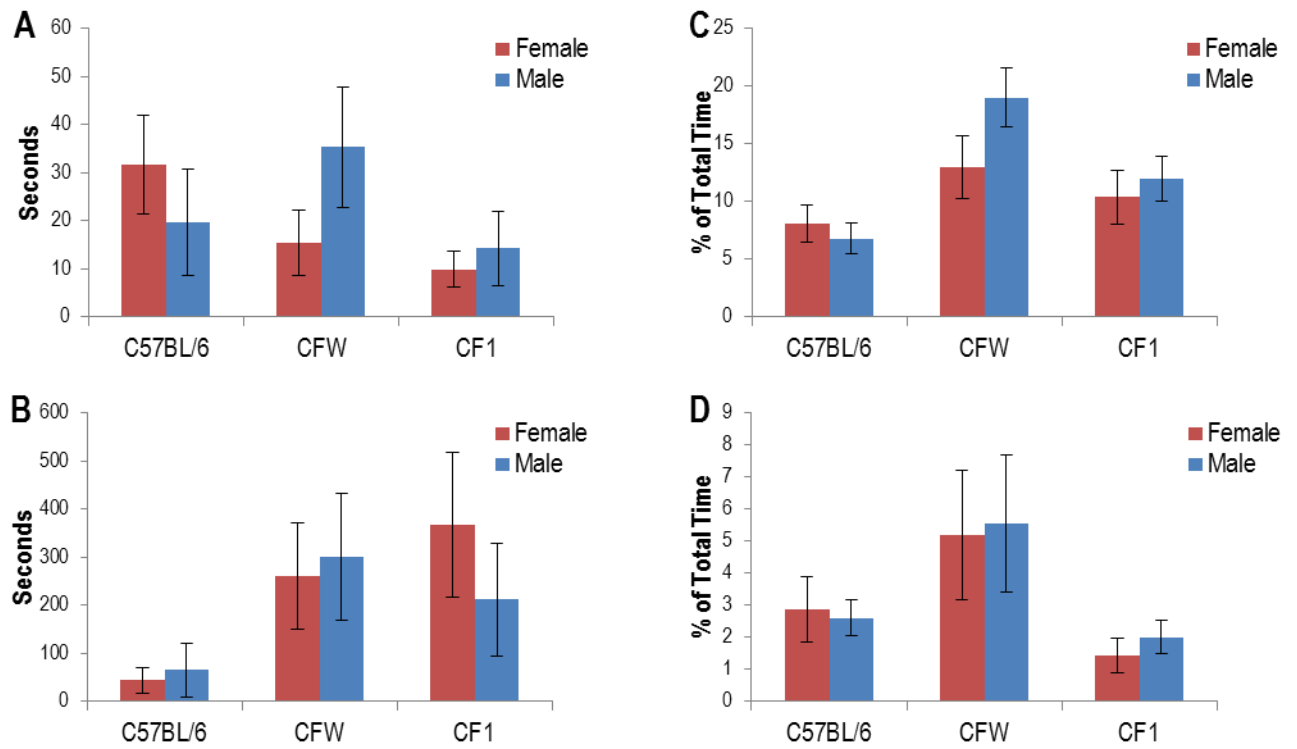 A
Seconds
60
50
40
30
20
10
0
Female
Male
C57BL/6 CFW CF1
C
% of Total Time
25
20
15
10
5
0
Female
Male
C57BL/6 CFW CF1
B
Seconds
600
500
400
300
200
100
0
Female
Male
C57BL/6 CFW CF1
D
% of Total Time
9
8
7
6
5
4
3
2
1
0
Female
Male
C57BL/6 CFW CF1